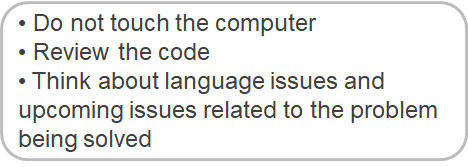 • Do not touch the computer
• Review the code
• Think about language issues and
upcoming issues related to the problem
being solved